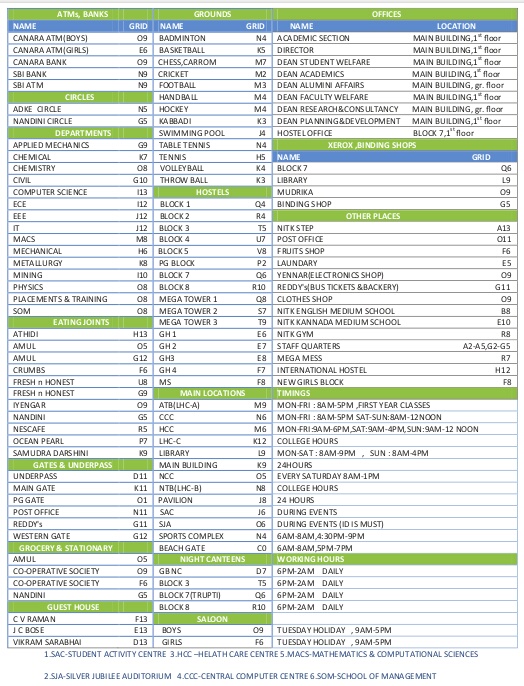 ATMs, BANKS GROUNDS OFFICES
NAME GRID NAME GRID NAME LOCATION
CANARA ATM(BOYS) O9 BADMINTON N4 ACADEMIC SECTION MAIN BUILDING,1st floor
CANARA ATM(GIRLS) E6 BASKETBALL K5 DIRECTOR MAIN BUILDING,1st floor
CANARA BANK O9 CHESS,CARROM M7 DEAN STUDENT WELFARE MAIN BUILDING,1st floor
SBI BANK N9 CRICKET M2 DEAN ACADEMICS MAIN BUILDING,1st floor
SBI ATM N9 FOOTBALL M3 DEAN ALUMINI AFFAIRS MAIN BUILDING, gr. floor
CIRCLES HANDBALL M4 DEAN FACULTY WELFARE MAIN BUILDING,1st floor
ADKE CIRCLE N5 HOCKEY M4 DEAN RESEARCH&CONSULTANCY MAIN BUILDING, gr. floor
NANDINI CIRCLE G5 KABBADI K3 DEAN PLANNING&DEVELOPMENT MAIN BUILDING,1st floor
DEPARTMENTS SWIMMING POOL J4 HOSTEL OFFICE BLOCK 7,1st floor
APPLIED MECHANICS G9 TABLE TENNIS N4 XEROX ,BINDING SHOPS
CHEMICAL K7 TENNIS H5 NAME GRID
CHEMISTRY O8 VOLLEYBALL K4 BLOCK 7 Q6
CIVIL G10 THROW BALL K3 LIBRARY L9
COMPUTER SCIENCE I13 HOSTELS MUDRIKA O9
ECE I12 BLOCK 1 Q4 BINDING SHOP G5
EEE J12 BLOCK 2 R4 OTHER PLACES
IT J12 BLOCK 3 T5 NITK STEP A13
MACS M8 BLOCK 4 U7 POST OFFICE O11
MECHANICAL H6 BLOCK 5 V8 FRUITS SHOP F6
METALLURGY K8 PG BLOCK P2 LAUNDARY E5
MINING I10 BLOCK 7 Q6 YENNAR(ELECTRONICS SHOP) O9
PHYSICS O8 BLOCK 8 R10 REDDY's(BUS TICKETS &BACKERY) G11
PLACEMENTS & TRAINING O8 MEGA TOWER 1 Q8 CLOTHES SHOP O9
SOM O8 MEGA TOWER 2 S7 NITK ENGLISH MEDIUM SCHOOL B8
EATING JOINTS MEGA TOWER 3 T9 NITK KANNADA MEDIUM SCHOOL E10
ATHIDI H13 GH 1 E6 NITK GYM R8
AMUL O5 GH 2 E7 STAFF QUARTERS A2-A5,G2-G5
AMUL G12 GH3 E8 MEGA MESS R7
CRUMBS F6 GH 4 F7 INTERNATIONAL HOSTEL H12
FRESH n HONEST U8 MS F8 NEW GIRLS BLOCK F8
FRESH n HONEST G9 MAIN LOCATIONS TIMINGS
IYENGAR O9 ATB(LHC-A) M9 MON-FRI : 8AM-5PM ,FIRST YEAR CLASSES
NANDINI G5 CCC N6 MON-FRI : 8AM-5PM SAT-SUN:8AM-12NOON
NESCAFE R5 HCC M6 MON-FRI:9AM-6PM,SAT:9AM-4PM,SUN:9AM-12 NOON
OCEAN PEARL P7 LHC-C K12 COLLEGE HOURS
SAMUDRA DARSHINI K9 LIBRARY L9 MON-SAT : 8AM-9PM , SUN : 8AM-4PM
GATES & UNDERPASS MAIN BUILDING K9 24HOURS
UNDERPASS D11 NCC O5 EVERY SATURDAY 8AM-1PM
MAIN GATE K11 NTB(LHC-B) N8 COLLEGE HOURS
PG GATE O1 PAVILION J8 24 HOURS
POST OFFICE N11 SAC J6 DURING EVENTS
REDDY's G11 SJA O6 DURING EVENTS (ID IS MUST)
WESTERN GATE G12 SPORTS COMPLEX N4 6AM-8AM,4:30PM-9PM
GROCERY & STATIONARY BEACH GATE C0 6AM-8AM,5PM-7PM
AMUL O5 NIGHT CANTEENS WORKING HOURS
CO-OPERATIVE SOCIETY O9 GB NC D7 6PM-2AM DAILY
CO-OPERATIVE SOCIETY F6 BLOCK 3 T5 6PM-2AM DAILY
NANDINI G5 BLOCK 7(TRUPTI) Q6 6PM-2AM DAILY
GUEST HOUSE BLOCK 8 R10 6PM-2AM DAILY
C V RAMAN F13 SALOON
J C BOSE E13 BOYS O9 TUESDAY HOLIDAY , 9AM-5PM
VIKRAM SARABHAI D13 GIRLS F6 TUESDAY HOLIDAY , 9AM-5PM
1.SAC-STUDENT ACTIVITY CENTRE 3.HCC –HELATH CARE CENTRE 5.MACS-MATHEMATICS & COMPUTATIONAL SCIENCES
2.SJA-SILVER JUBILEE AUDITORIUM 4.CCC-CENTRAL COMPUTER CENTRE 6.SOM-SCHOOL OF MANAGEMENT